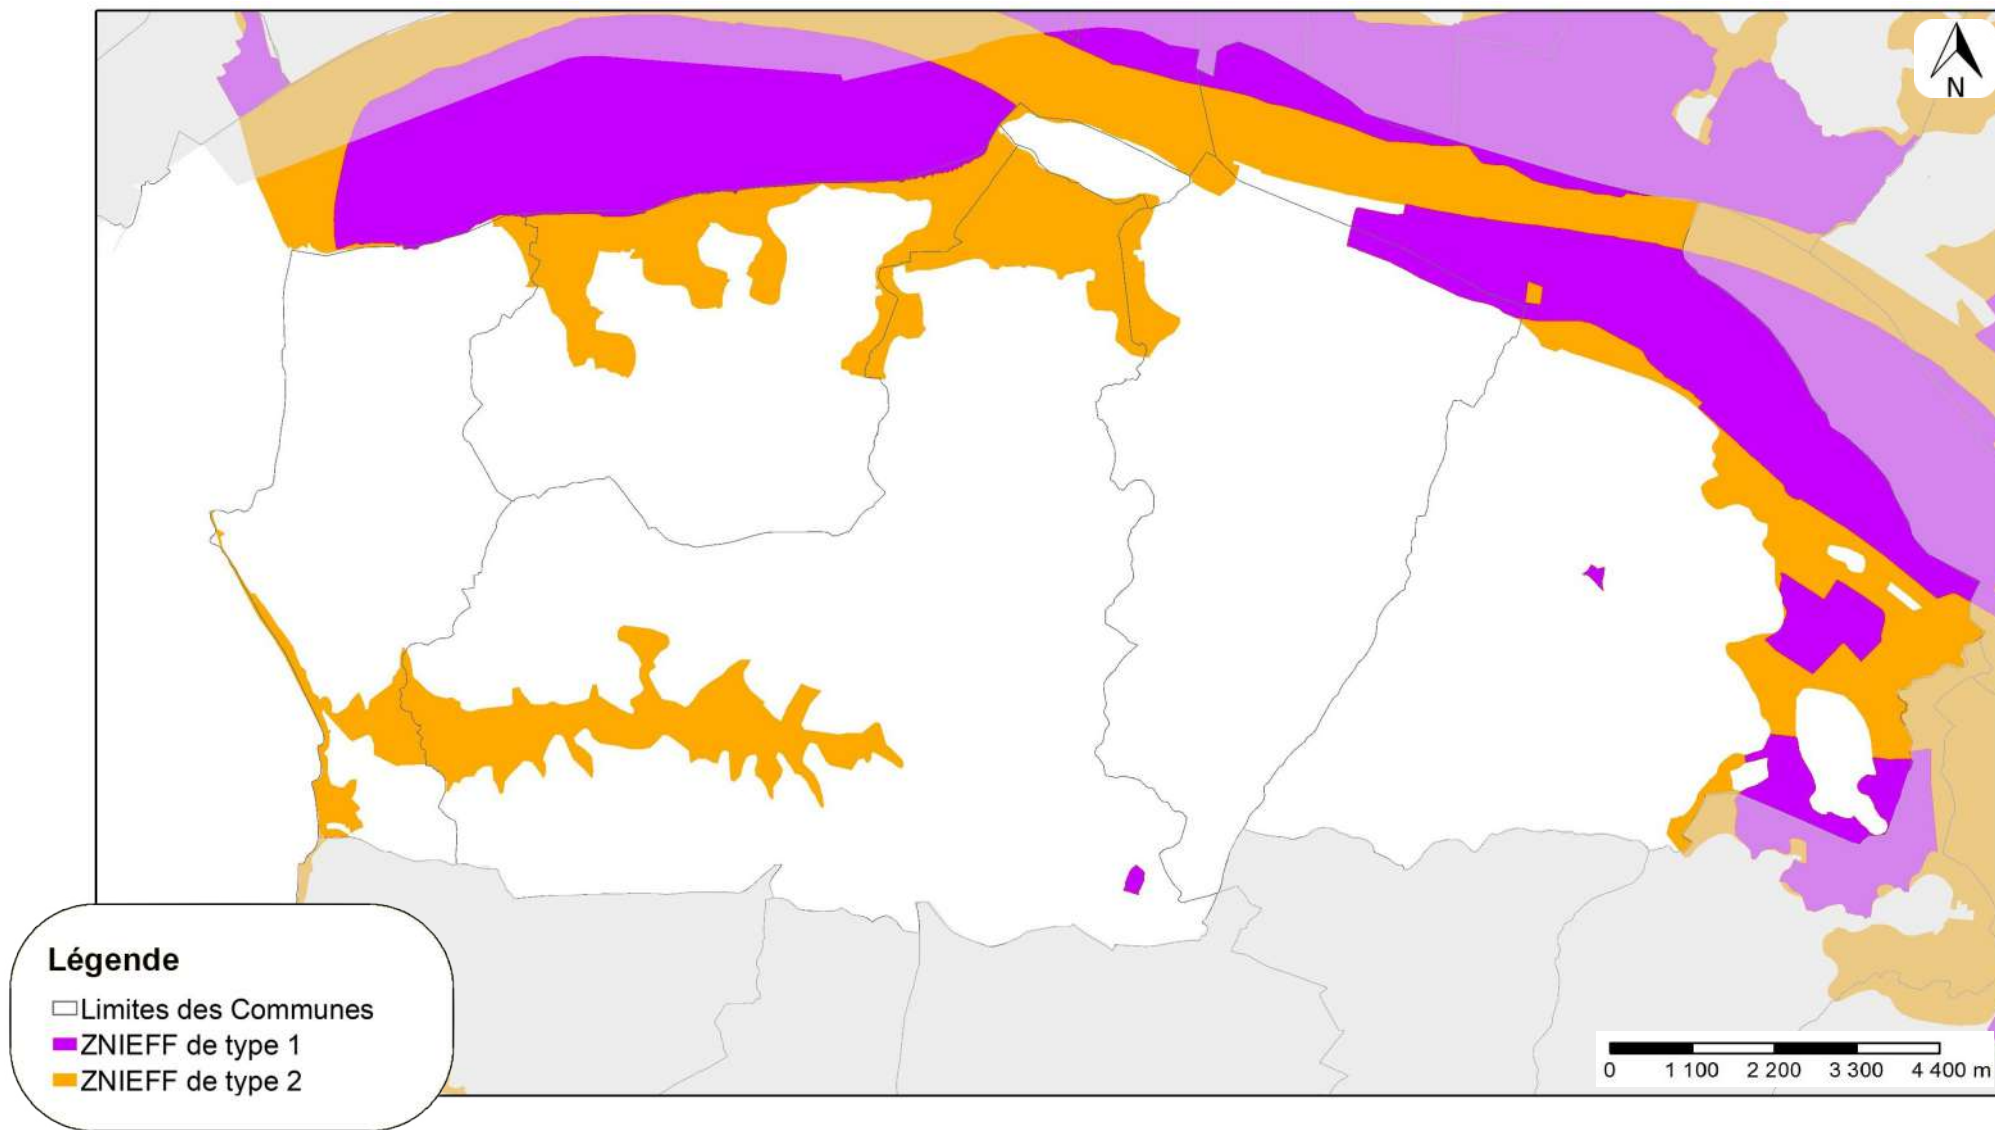 N
Légende
Limites des Communes
ZNIEFF de type 1
ZNIEFF de type 2
0 1 100 2 200 3 300 4 400 m